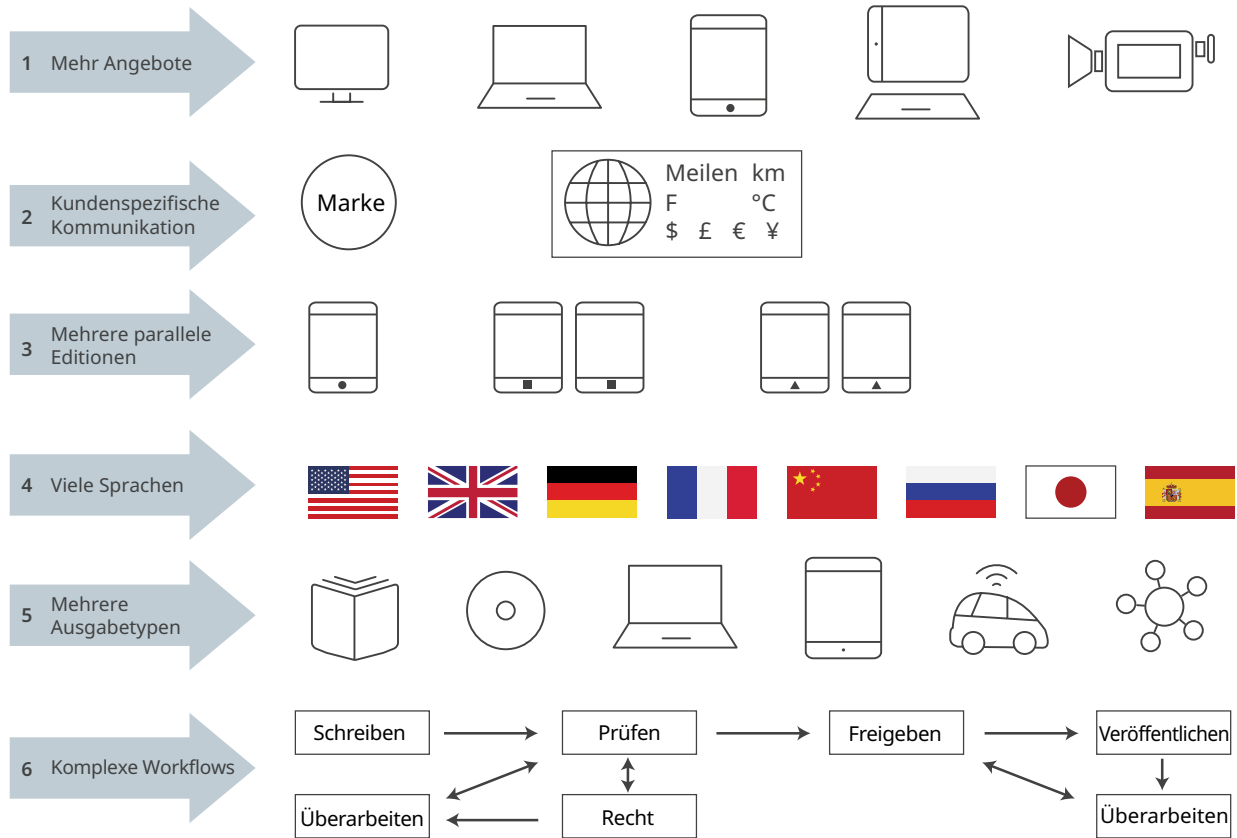 1 Mehr Angebote
2 Kundenspezifische
Kommunikation
Marke
Meilen km
F °C
$ £ € ¥
3 Mehrere parallele
Editionen
4 Viele Sprachen
5 Mehrere
Ausgabetypen
6 Komplexe Workflows
Schreiben Prüfen Freigeben Veröffentlichen
Überarbeiten Recht Überarbeiten